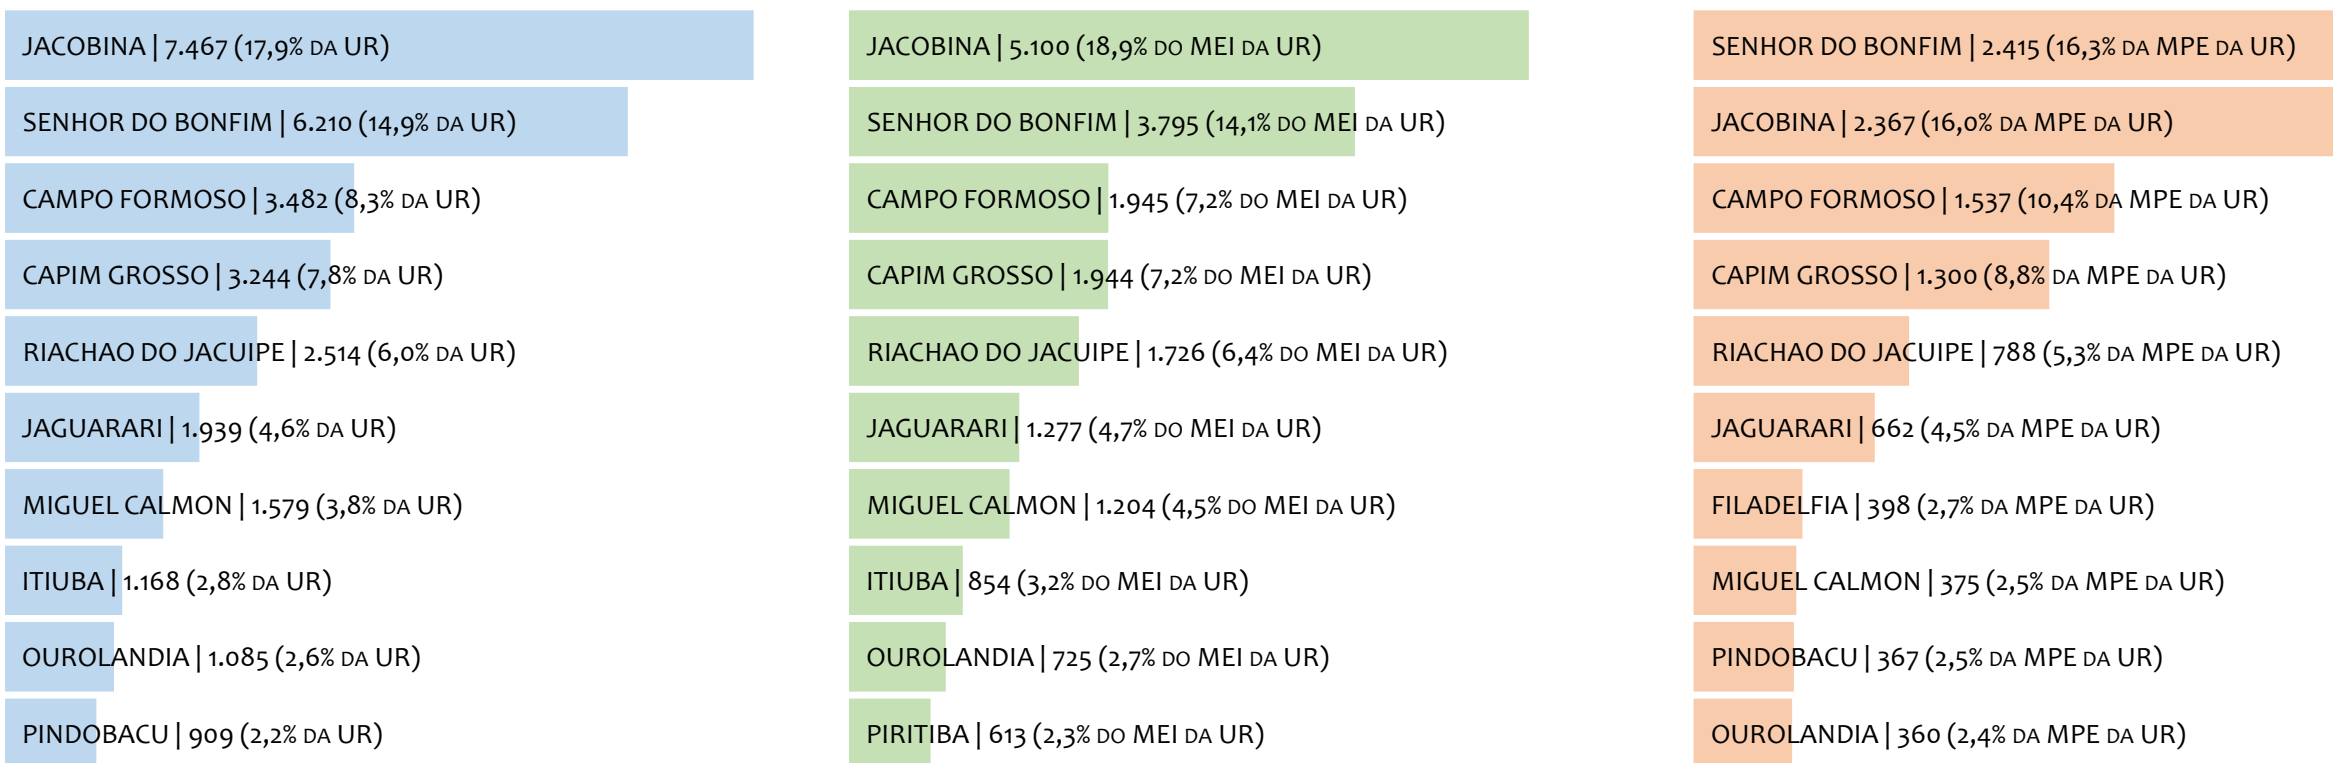 JACOBINA | 7.467 (17,9% DA UR)
SENHOR DO BONFIM | 6.210 (14,9% DA UR)
CAMPO FORMOSO | 3.482 (8,3% DA UR)
CAPIM GROSSO | 3.244 (7,8% DA UR)
RIACHAO DO JACUIPE | 2.514 (6,0% DA UR)
JAGUARARI | 1.939 (4,6% DA UR)
MIGUEL CALMON | 1.579 (3,8% DA UR)
ITIUBA | 1.168 (2,8% DA UR)
OUROLANDIA | 1.085 (2,6% DA UR)
PINDOBACU | 909 (2,2% DA UR)
JACOBINA | 5.100 (18,9% DO MEI DA UR)
SENHOR DO BONFIM | 3.795 (14,1% DO MEI DA UR)
CAMPO FORMOSO | 1.945 (7,2% DO MEI DA UR)
CAPIM GROSSO | 1.944 (7,2% DO MEI DA UR)
RIACHAO DO JACUIPE | 1.726 (6,4% DO MEI DA UR)
JAGUARARI | 1.277 (4,7% DO MEI DA UR)
MIGUEL CALMON | 1.204 (4,5% DO MEI DA UR)
ITIUBA | 854 (3,2% DO MEI DA UR)
OUROLANDIA | 725 (2,7% DO MEI DA UR)
PIRITIBA | 613 (2,3% DO MEI DA UR)
SENHOR DO BONFIM | 2.415 (16,3% DA MPE DA UR)
JACOBINA | 2.367 (16,0% DA MPE DA UR)
CAMPO FORMOSO | 1.537 (10,4% DA MPE DA UR)
CAPIM GROSSO | 1.300 (8,8% DA MPE DA UR)
RIACHAO DO JACUIPE | 788 (5,3% DA MPE DA UR)
JAGUARARI | 662 (4,5% DA MPE DA UR)
FILADELFIA | 398 (2,7% DA MPE DA UR)
MIGUEL CALMON | 375 (2,5% DA MPE DA UR)
PINDOBACU | 367 (2,5% DA MPE DA UR)
OUROLANDIA | 360 (2,4% DA MPE DA UR)